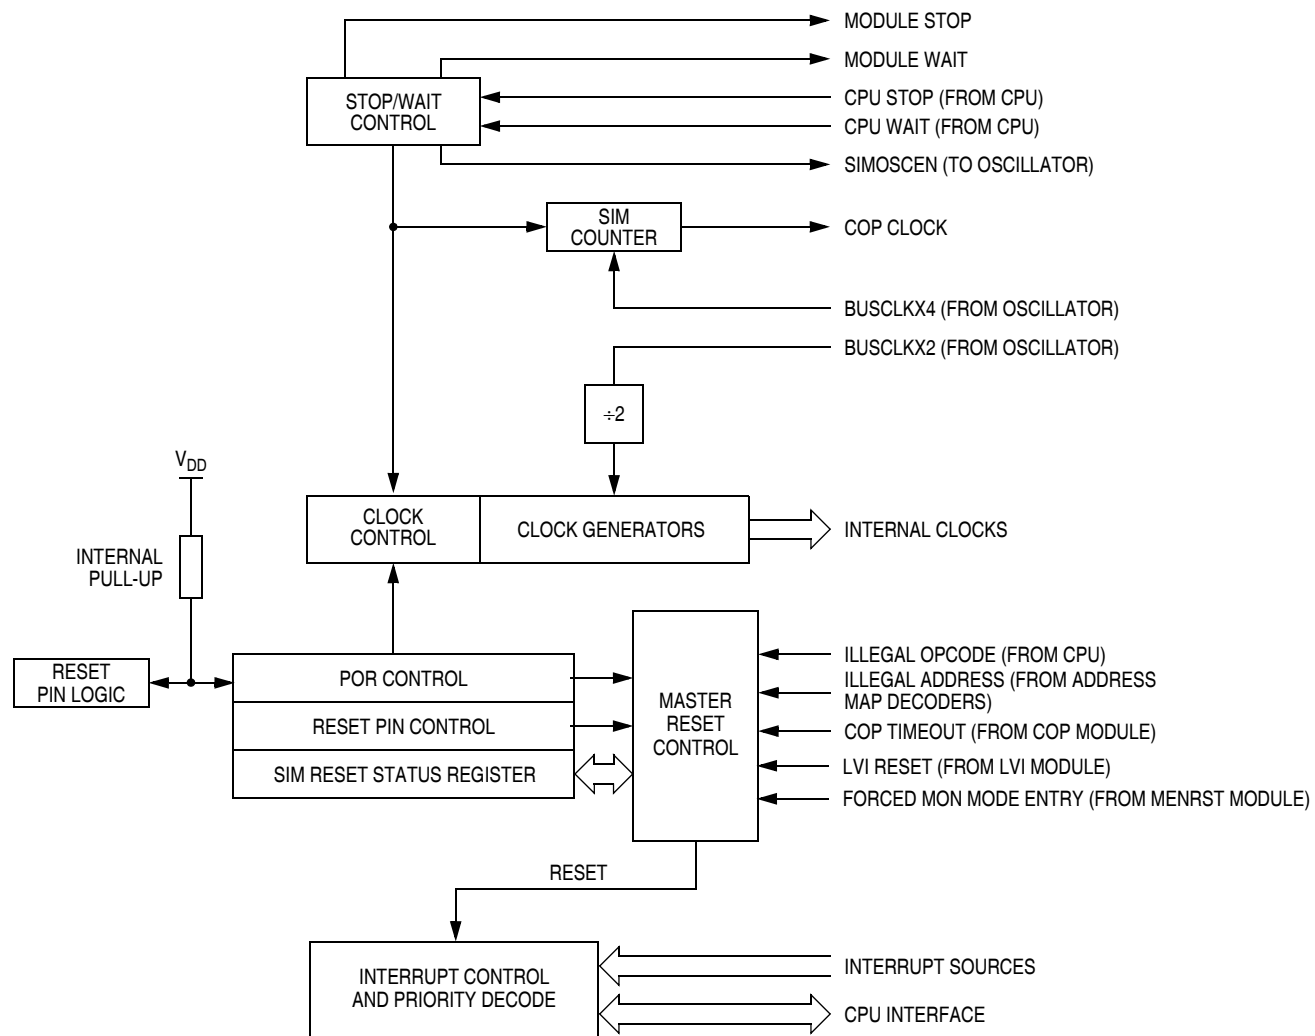 MODULE STOP
MODULE WAIT
STOP/WAIT
CONTROL
CPU STOP (FROM CPU)
CPU WAIT (FROM CPU)
SIMOSCEN (TO OSCILLATOR)
SIM
COUNTER
COP CLOCK
BUSCLKX4 (FROM OSCILLATOR)
BUSCLKX2 (FROM OSCILLATOR)
÷2
VDD
CLOCK
CONTROL
CLOCK GENERATORS
INTERNAL CLOCKS
INTERNAL
PULL-UP
RESET
PIN LOGIC
POR CONTROL
RESET PIN CONTROL
SIM RESET STATUS REGISTER
MASTER
RESET
CONTROL
ILLEGAL OPCODE (FROM CPU)
ILLEGAL ADDRESS (FROM ADDRESS
MAP DECODERS)
COP TIMEOUT (FROM COP MODULE)
LVI RESET (FROM LVI MODULE)
FORCED MON MODE ENTRY (FROM MENRST MODULE)
RESET
INTERRUPT CONTROL
AND PRIORITY DECODE
INTERRUPT SOURCES
CPU INTERFACE